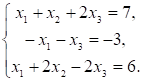 x₁ + x₂ + 2x₃ = 7,
− x₁ − x₃ = −3,
x₁ + 2x₂ − 2x₃ = 6.